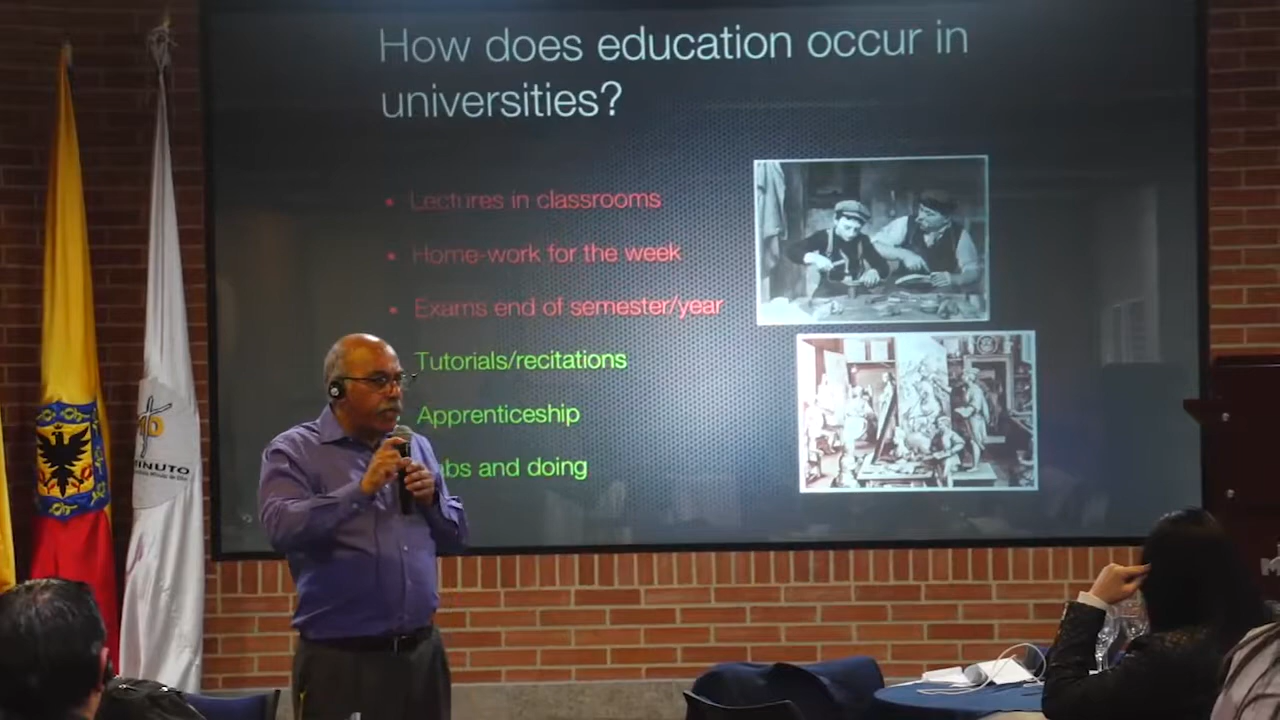 How does education occur in
universities?
Lectures in classrooms
Home-work for the week
Exams end of semester/year
Tutorials/recitations
Apprenticeship
abs and doing
MINUTO